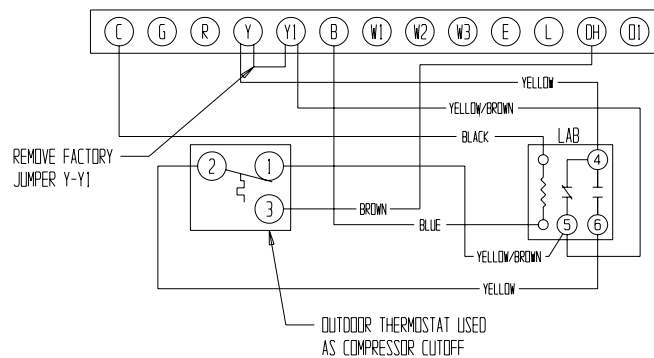 C G R Y Y1 B W1 W2 W3 E L DH O1
YELLOW
YELLOW/BROWN
BLACK
LAB
REMOVE FACTORY
JUMPER Y-Y1
2 1 4
3
BROWN
BLUE
5 6
YELLOW/BROWN
YELLOW
OUTDOOR THERMOSTAT USED
AS COMPRESSOR CUTOFF